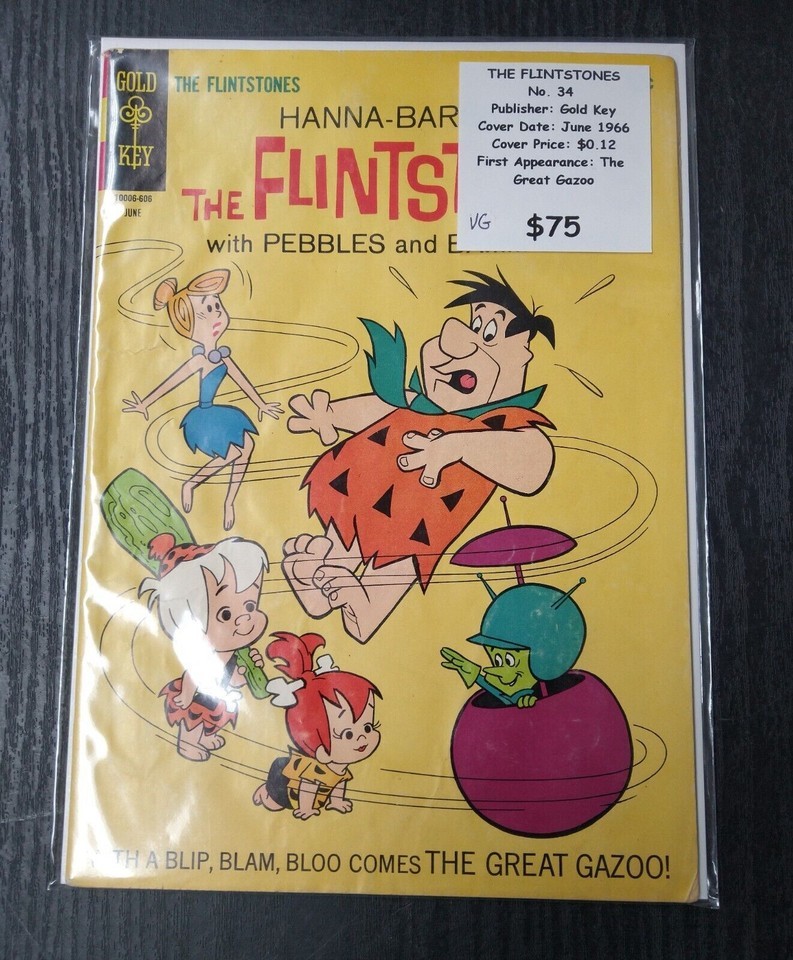 GOLD
KEY
10006-606
JUNE
THE FLINTSTONES
HANNA-BAR
THE FLINTST
with PEBBLES and
THE FLINTSTONES
No. 34
Publisher: Gold Key
Cover Date: June 1966
Cover Price: $0.12
First Appearance: The
Great Gazoo
VG $75
TH A BLIP, BLAM, BLOO COMES THE GREAT GAZOO!